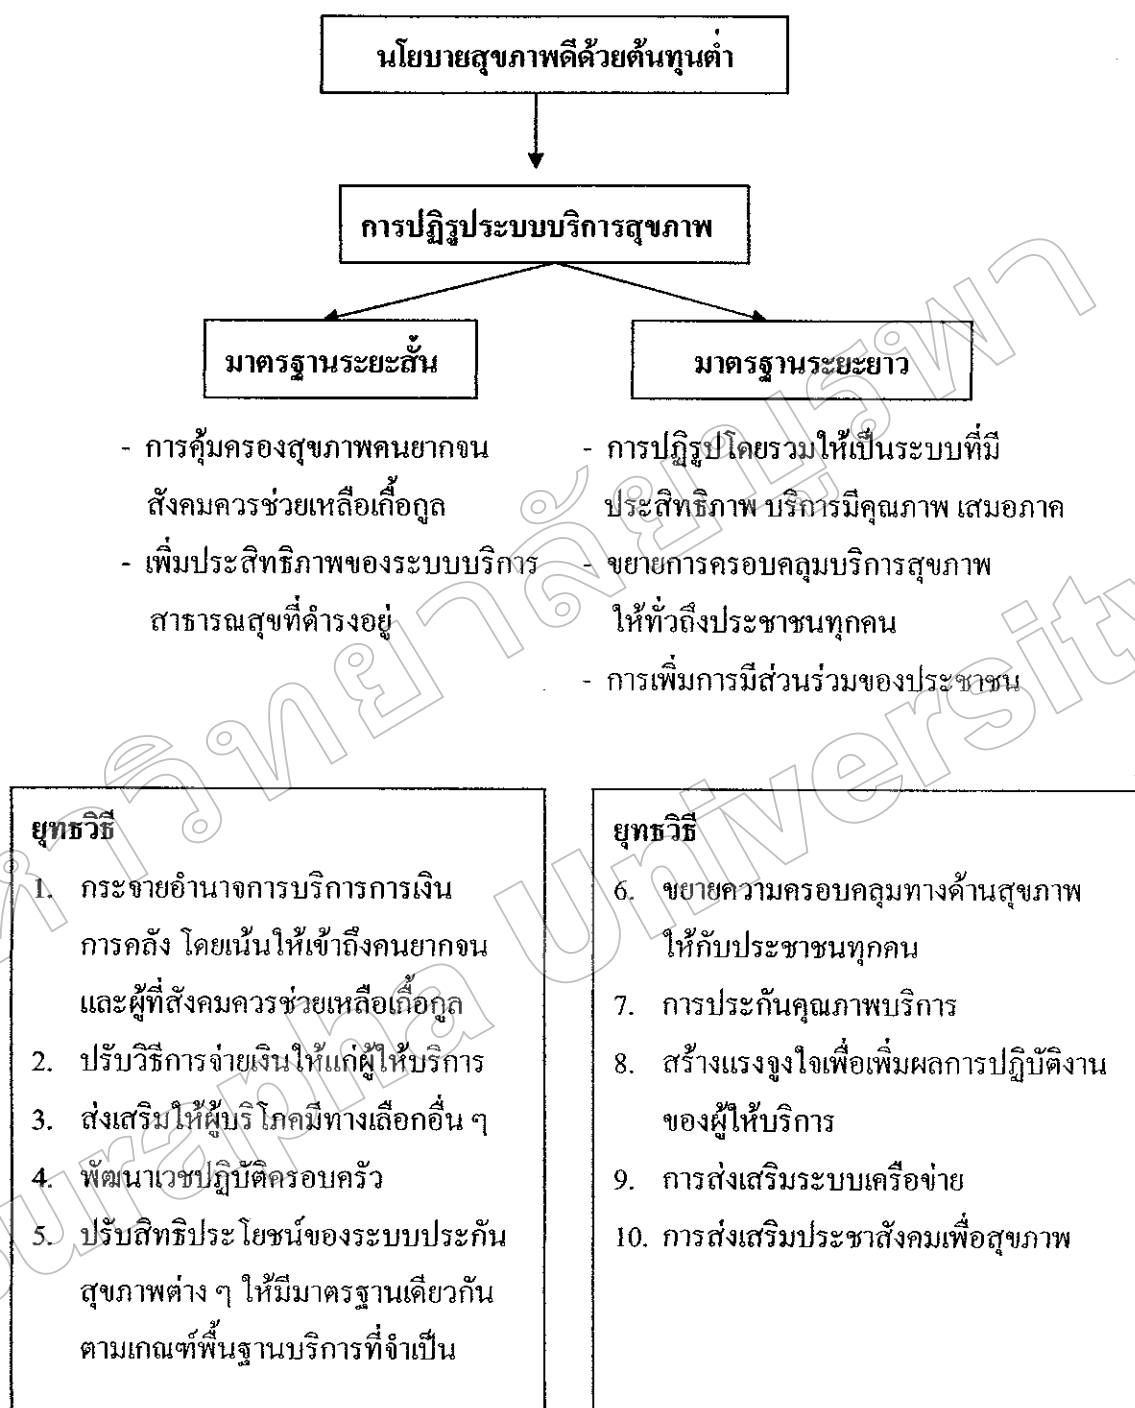 นโยบายสุขภาพดีด้วยต้นทุนต่ำ
การปฏิรูประบบบริการสุขภาพ
มาตรฐานระยะสั้น
- การคุ้มครองสุขภาพคนยากจน
สังคมควรช่วยเหลือเกื้อกูล
- เพิ่มประสิทธิภาพของระบบบริการ
สาธารณสุขที่ดำรงอยู่
มาตรฐานระยะยาว
- การปฏิรูปโดยรวมให้เป็นระบบที่มี
ประสิทธิภาพ บริการมีคุณภาพ เสมอภาค
- ขยายการครอบคลุมบริการสุขภาพ
ให้ทั่วถึงประชาชนทุกคน
- การเพิ่มการมีส่วนร่วมของประชาชน
ยุทธวิธี
1. กระจายอำนาจการบริการการเงิน
การคลัง โดยเน้นให้เข้าถึงคนยากจน
และผู้ที่สังคมควรช่วยเหลือเกื้อกูล
2. ปรับวิธีการจ่ายเงินให้แก่ผู้ให้บริการ
3. ส่งเสริมให้ผู้บริโภคมีทางเลือกอื่น ๆ
4. พัฒนาเวชปฏิบัติครอบครัว
5. ปรับสิทธิประโยชน์ของระบบประกัน
สุขภาพต่าง ๆ ให้มีมาตรฐานเดียวกัน
ตามเกณฑ์พื้นฐานบริการที่จำเป็น
ยุทธวิธี
6. ขยายความครอบคลุมทางด้านสุขภาพ
ให้กับประชาชนทุกคน
7. การประกันคุณภาพบริการ
8. สร้างแรงจูงใจเพื่อเพิ่มผลการปฏิบัติงาน
ของผู้ให้บริการ
9. การส่งเสริมระบบเครือข่าย
10. การส่งเสริมประชาสังคมเพื่อสุขภาพ
หาวิทยาลัยบูรพา
Burapha University